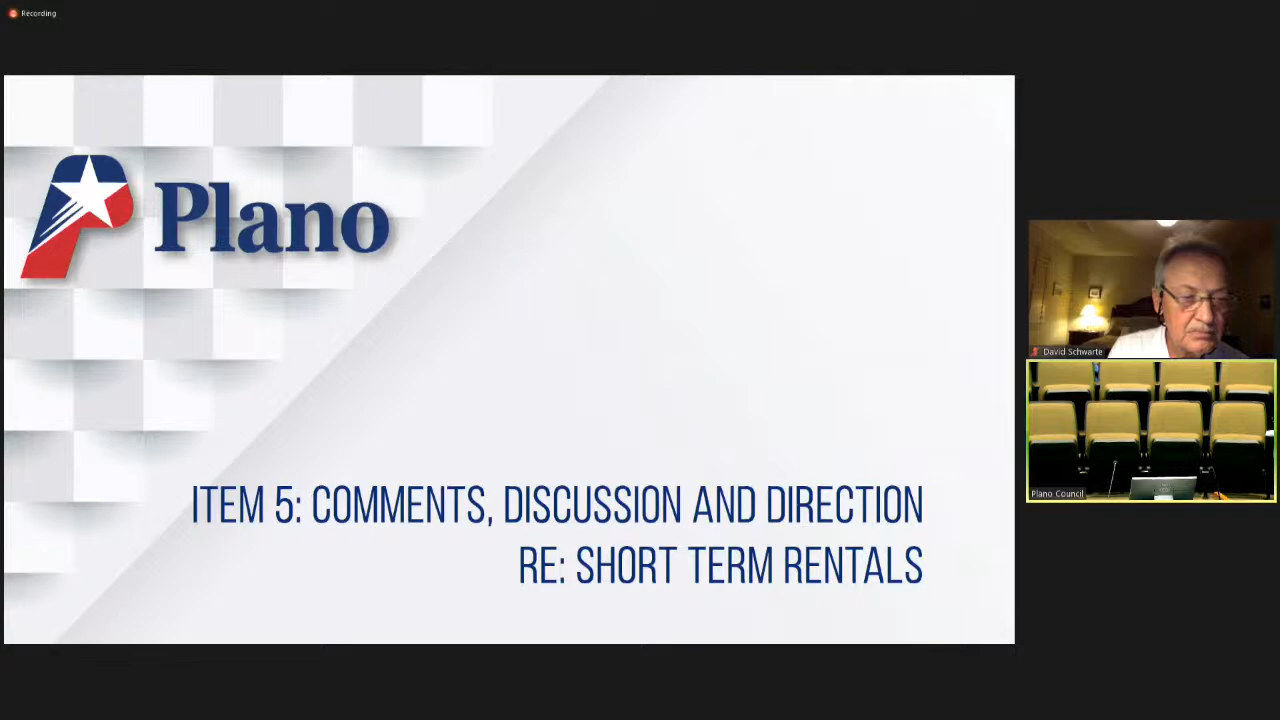 Recording
Plano
ITEM 5: COMMENTS, DISCUSSION AND DIRECTION
RE: SHORT TERM RENTALS
David Schwarte
Plano Council